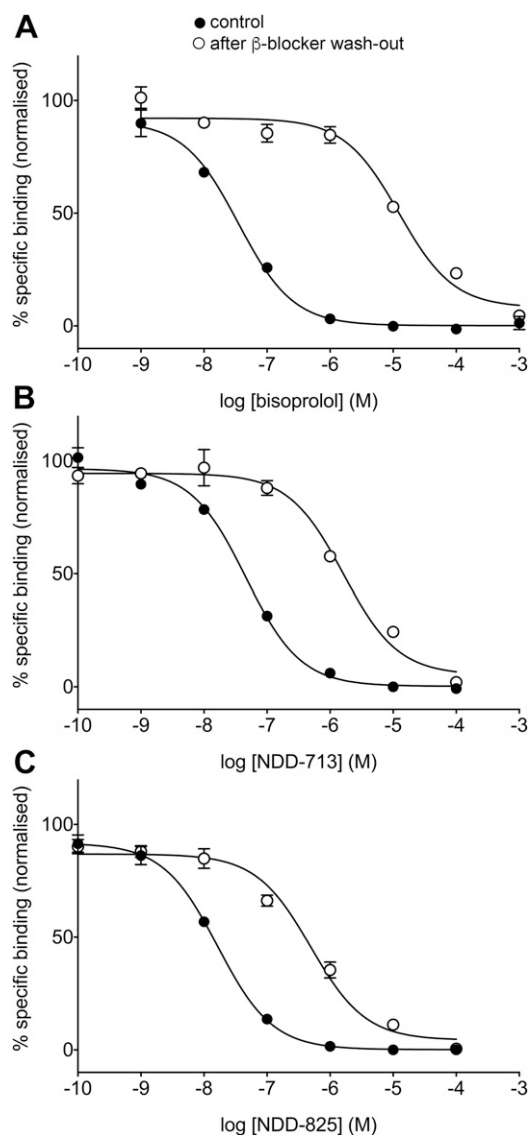 A
● control
○ after β-blocker wash-out
% specific binding (normalised)
100
50
0
-10 -9 -8 -7 -6 -5 -4 -3
log [bisoprolol] (M)
B
% specific binding (normalised)
100
50
0
-10 -9 -8 -7 -6 -5 -4 -3
log [NDD-713] (M)
C
% specific binding (normalised)
100
50
0
-10 -9 -8 -7 -6 -5 -4 -3
log [NDD-825] (M)